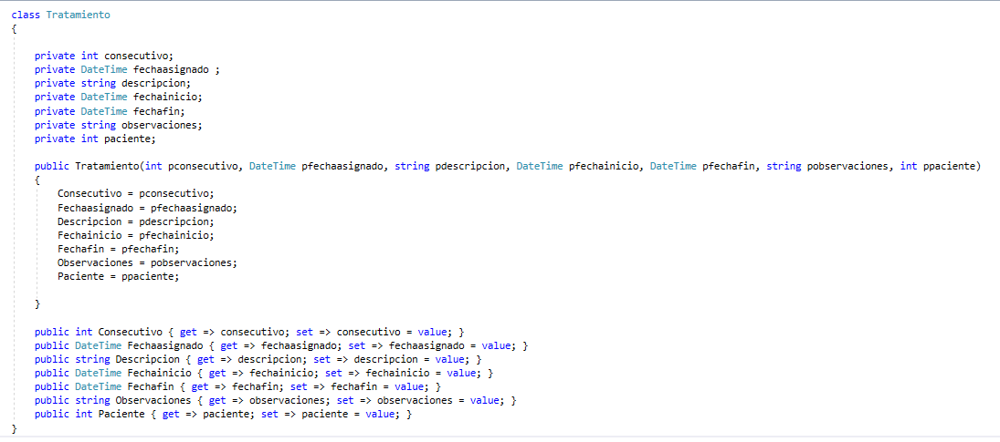 class Tratamiento
{
private int consecutivo;
private DateTime fechaasignado ;
private string descripcion;
private DateTime fechainicio;
private DateTime fechafin;
private string observaciones;
private int paciente;
public Tratamiento(int pconsecutivo, DateTime pfechaasignado, string pdescripcion, DateTime pfechainicio, DateTime pfechafin, string pobservaciones, int ppaciente)
{
Consecutivo = pconsecutivo;
Fechaasignado = pfechaasignado;
Descripcion = pdescripcion;
Fechainicio = pfechainicio;
Fechafin = pfechafin;
Observaciones = pobservaciones;
Paciente = ppaciente;
}
public int Consecutivo { get => consecutivo; set => consecutivo = value; }
public DateTime Fechaasignado { get => fechaasignado; set => fechaasignado = value; }
public string Descripcion { get => descripcion; set => descripcion = value; }
public DateTime Fechainicio { get => fechainicio; set => fechainicio = value; }
public DateTime Fechafin { get => fechafin; set => fechafin = value; }
public string Observaciones { get => observaciones; set => observaciones = value; }
public int Paciente { get => paciente; set => paciente = value; }
}